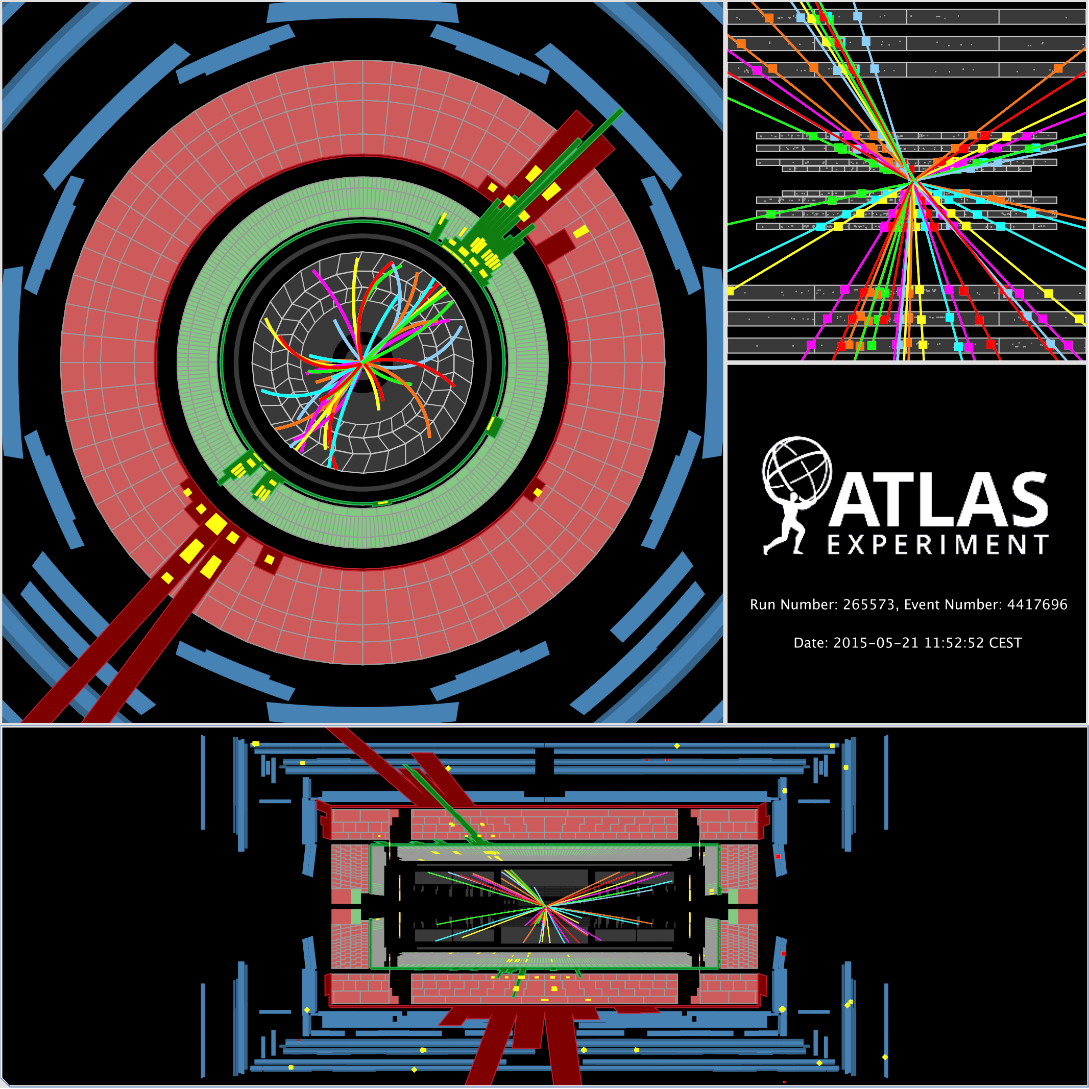 ATLAS
EXPERIMENT
Run Number: 265573, Event Number: 4417696
Date: 2015-05-21 11:52:52 CEST